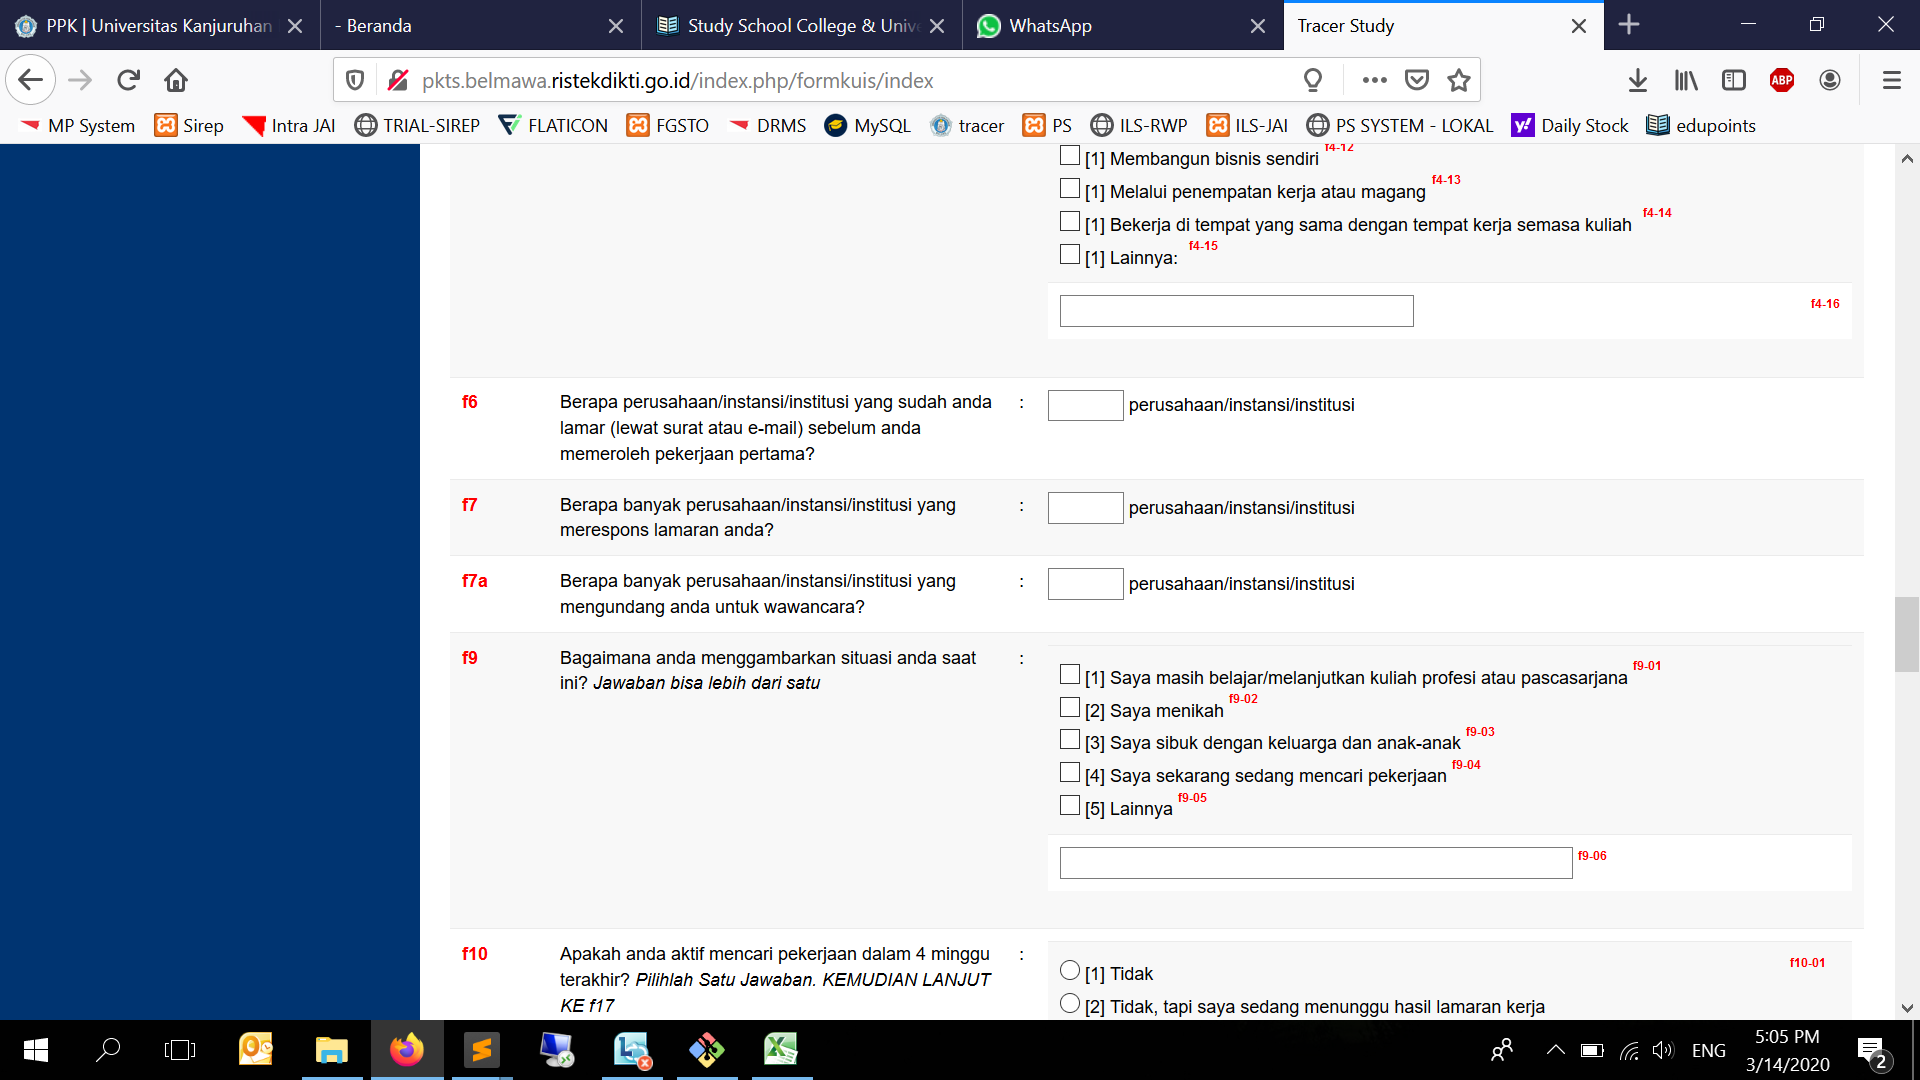 PPK | Universitas Kanjuruhan
- Beranda
Study School College & Unive
WhatsApp
Tracer Study
pkts.belmawa.ristekdikti.go.id/index.php/formkuis/index
ABP
MP System
Sirep
Intra JAI
TRIAL-SIREP
FLATICON
FGSTO
DRMS
MySQL
tracer
PS
ILS-RWP
ILS-JAI
PS SYSTEM - LOKAL
Daily Stock
edupoints
[1] Membangun bisnis sendiri f4-12
[1] Melalui penempatan kerja atau magang f4-13
[1] Bekerja di tempat yang sama dengan tempat kerja semasa kuliah f4-14
[1] Lainnya: f4-15
f4-16
f6
Berapa perusahaan/instansi/institusi yang sudah anda
lamar (lewat surat atau e-mail) sebelum anda
memeroleh pekerjaan pertama?
:
perusahaan/instansi/institusi
f7
Berapa banyak perusahaan/instansi/institusi yang
merespons lamaran anda?
:
perusahaan/instansi/institusi
f7a
Berapa banyak perusahaan/instansi/institusi yang
mengundang anda untuk wawancara?
:
perusahaan/instansi/institusi
f9
Bagaimana anda menggambarkan situasi anda saat
ini? Jawaban bisa lebih dari satu
:
[1] Saya masih belajar/melanjutkan kuliah profesi atau pascasarjana f9-01
[2] Saya menikah f9-02
[3] Saya sibuk dengan keluarga dan anak-anak f9-03
[4] Saya sekarang sedang mencari pekerjaan f9-04
[5] Lainnya f9-05
f9-06
f10
Apakah anda aktif mencari pekerjaan dalam 4 minggu
terakhir? Pilihlah Satu Jawaban. KEMUDIAN LANJUT
KE f17
:
[1] Tidak
f10-01
[2] Tidak, tapi saya sedang menunggu hasil lamaran kerja
ENG
5:05 PM
3/14/2020
2